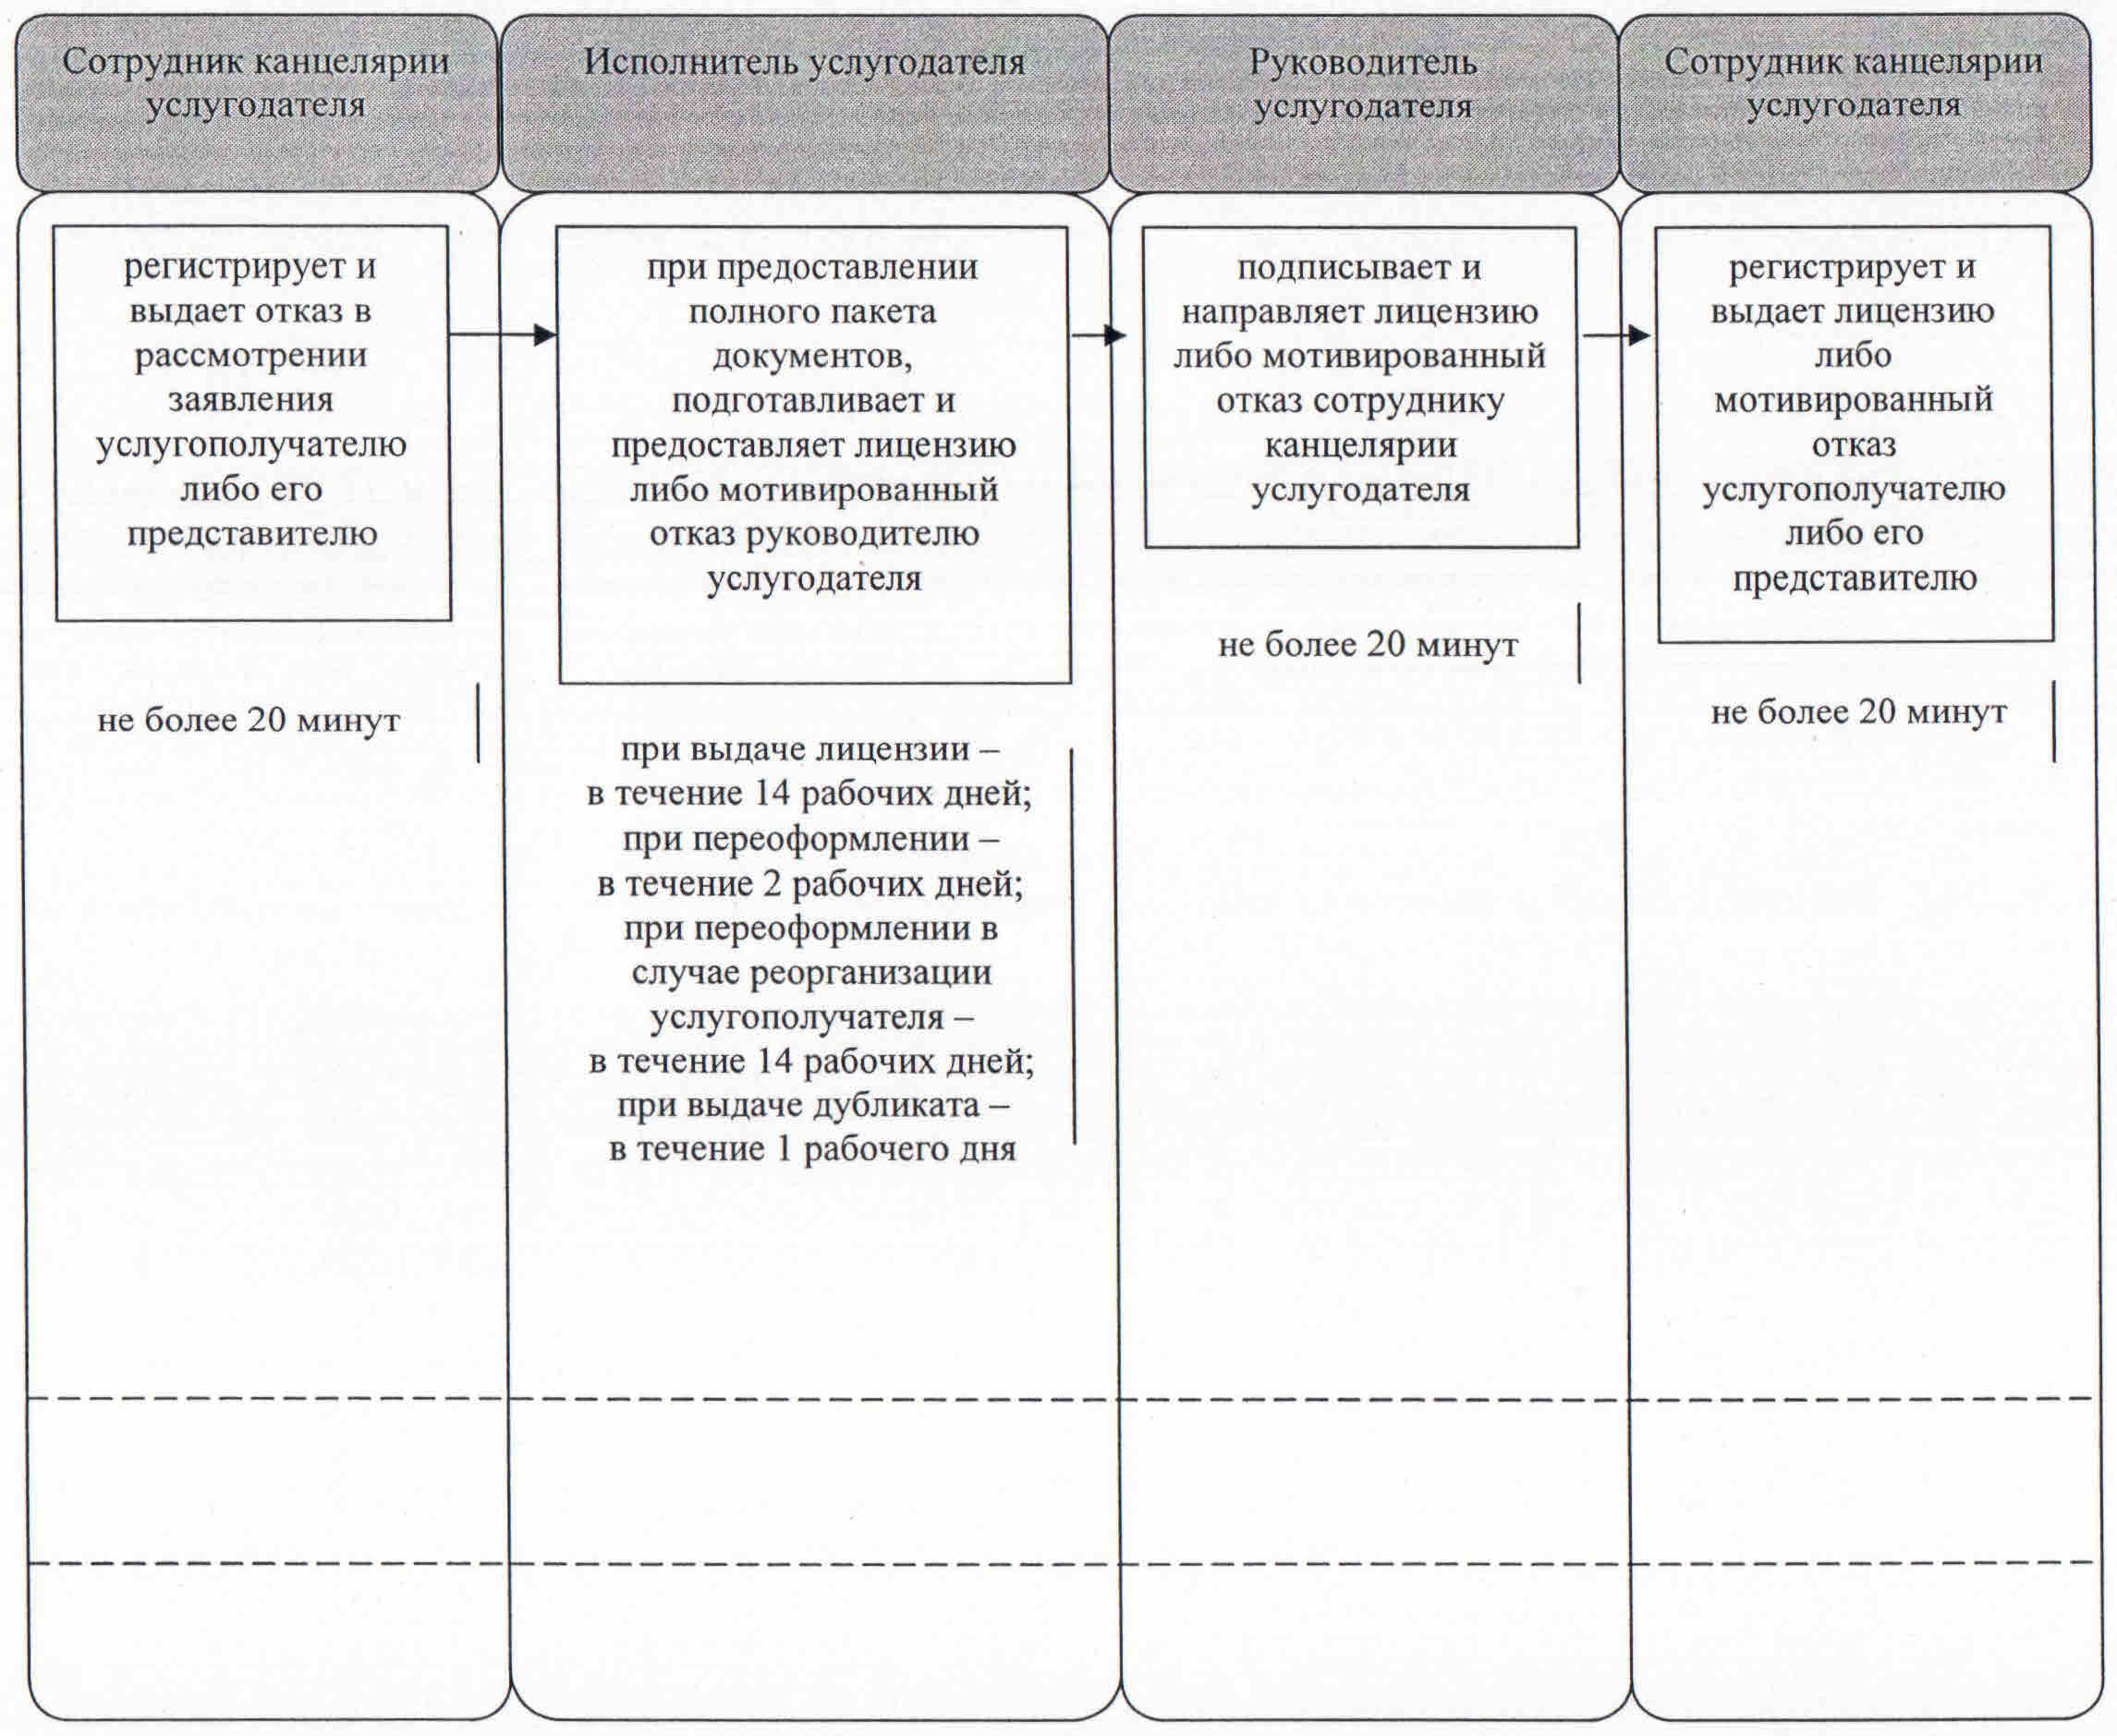 Сотрудник канцелярии
услугодателя
Исполнитель услугодателя
Руководитель
услугодателя
Сотрудник канцелярии
услугодателя
регистрирует и
выдает отказ в
рассмотрении
заявления
услугополучателю
либо его
представителю
не более 20 минут
при предоставлении
полного пакета
документов,
подготавливает и
предоставляет лицензию
либо мотивированный
отказ руководителю
услугодателя
при выдаче лицензии –
в течение 14 рабочих дней;
при переоформлении –
в течение 2 рабочих дней;
при переоформлении в
случае реорганизации
услугополучателя –
в течение 14 рабочих дней;
при выдаче дубликата –
в течение 1 рабочего дня
подписывает и
направляет лицензию
либо мотивированный
отказ сотруднику
канцелярии
услугодателя
не более 20 минут
регистрирует и
выдает лицензию
либо
мотивированный
отказ
услугополучателю
либо его
представителю
не более 20 минут